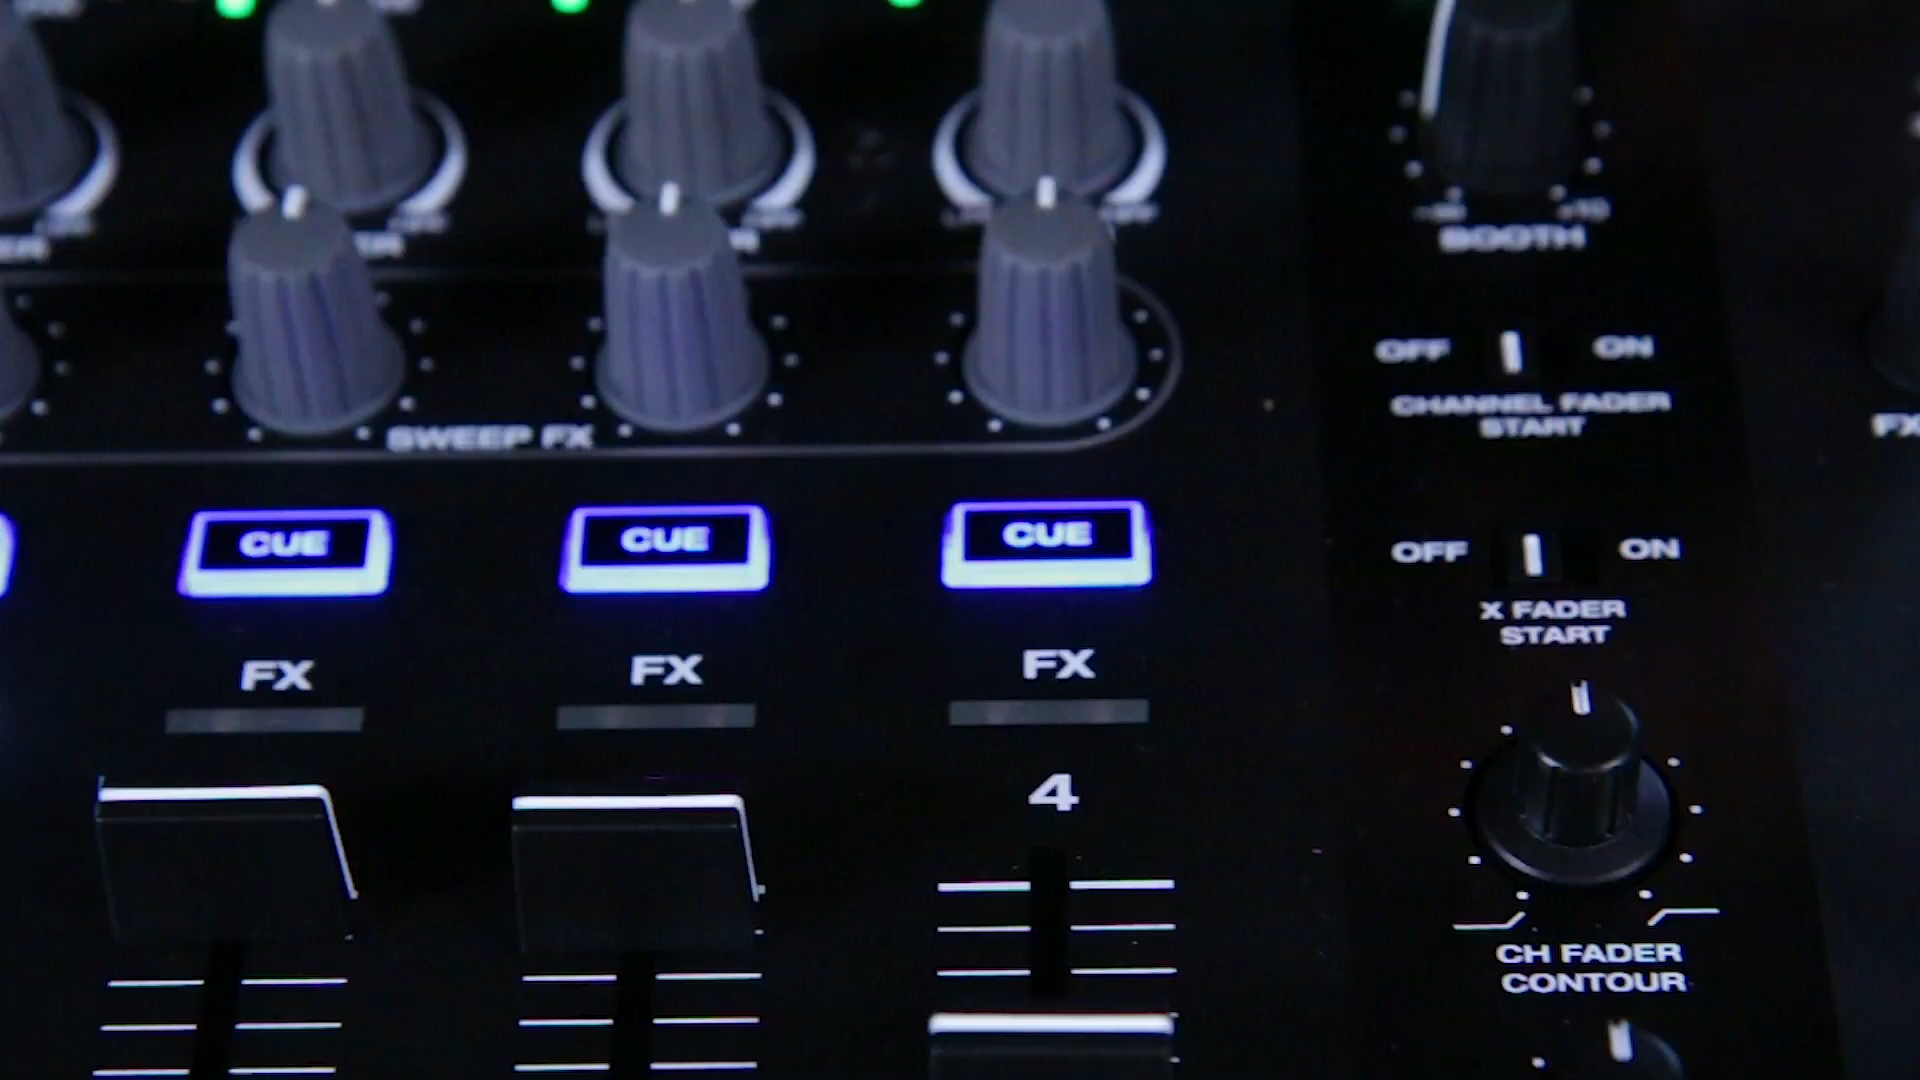 BOOTH
OFF ON
CHANNEL FADER
START
SWEEP FX
FX
CUE CUE CUE
OFF ON
X FADER
START
FX FX FX
4
CH FADER
CONTOUR